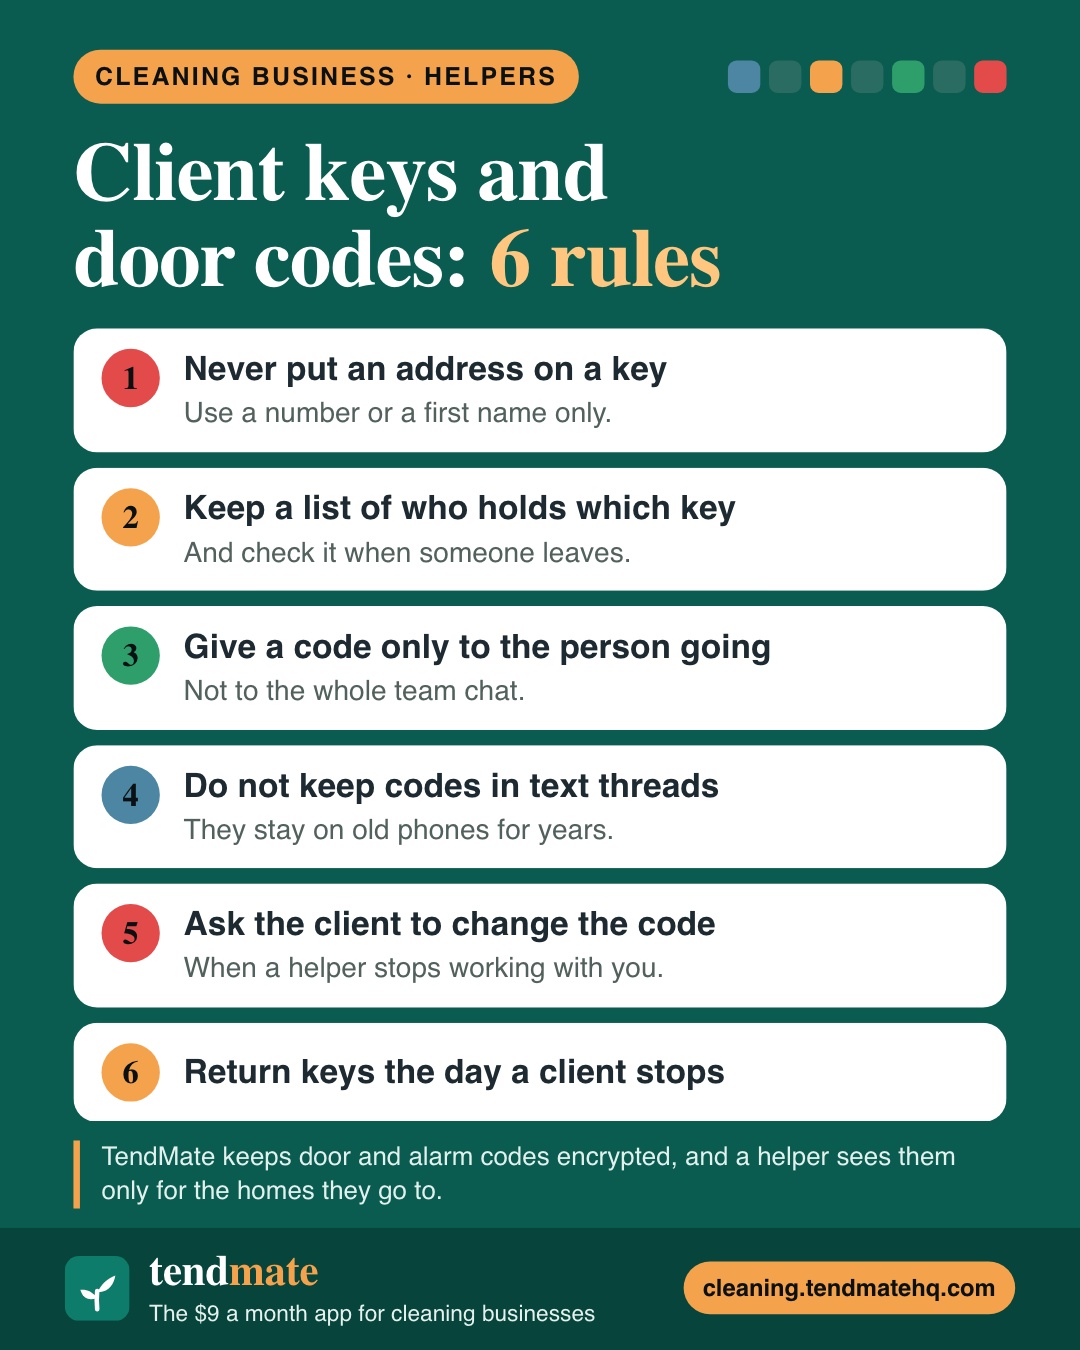 CLEANING BUSINESS · HELPERS
Client keys and
door codes: 6 rules
1
Never put an address on a key
Use a number or a first name only.
2
Keep a list of who holds which key
And check it when someone leaves.
3
Give a code only to the person going
Not to the whole team chat.
4
Do not keep codes in text threads
They stay on old phones for years.
5
Ask the client to change the code
When a helper stops working with you.
6
Return keys the day a client stops
TendMate keeps door and alarm codes encrypted, and a helper sees them
only for the homes they go to.
tendmate
The $9 a month app for cleaning businesses
cleaning.tendmatehq.com